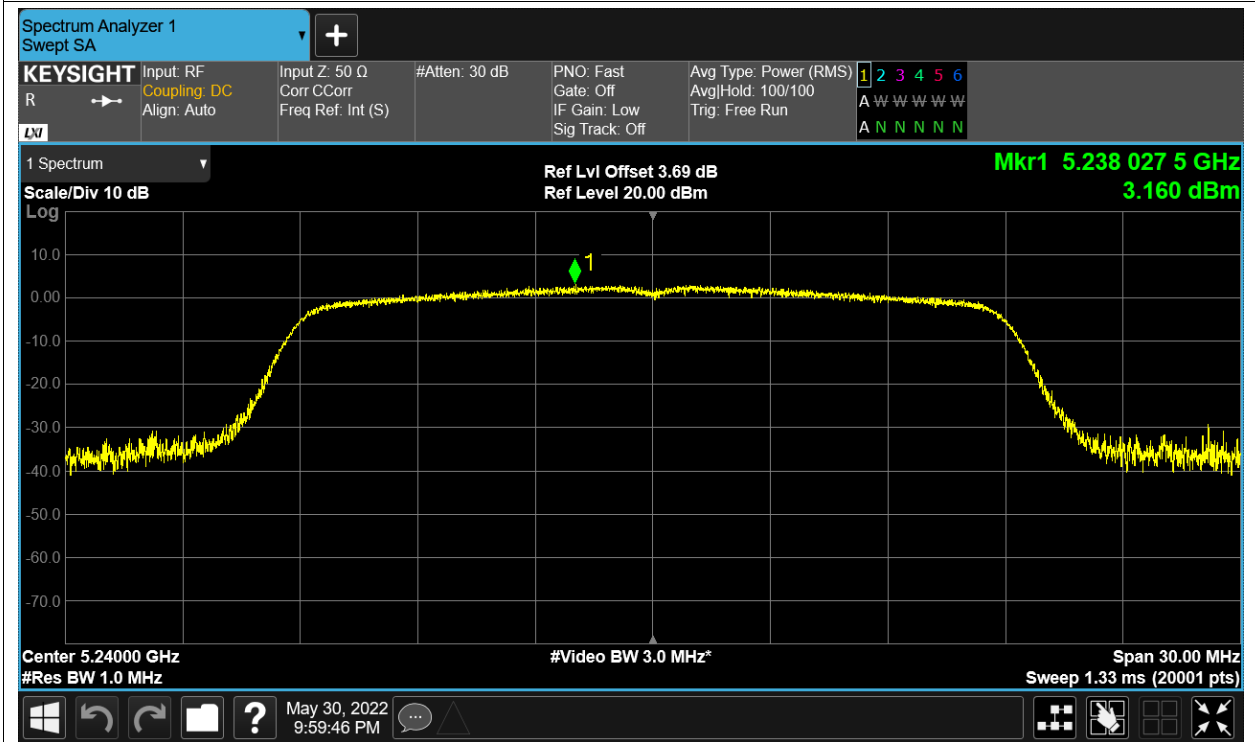 Spectrum Analyzer 1
Swept SA
+
KEYSIGHT
R
LXI
Input: RF
Coupling: DC
Align: Auto
Input Z: 50 Ω
Corr CCorr
Freq Ref: Int (S)
#Atten: 30 dB
PNO: Fast
Gate: Off
IF Gain: Low
Sig Track: Off
Avg Type: Power (RMS)
Avg|Hold: 100/100
Trig: Free Run
1 2 3 4 5 6
A W W W W W
A N N N N N
1 Spectrum
Scale/Div 10 dB
Log
Ref Lvl Offset 3.69 dB
Ref Level 20.00 dBm
Mkr1 5.238 027 5 GHz
3.160 dBm
1
10.0
0.00
-10.0
-20.0
-30.0
-40.0
-50.0
-60.0
-70.0
Center 5.24000 GHz
#Res BW 1.0 MHz
#Video BW 3.0 MHz*
Span 30.00 MHz
Sweep 1.33 ms (20001 pts)
?
May 30, 2022
9:59:46 PM